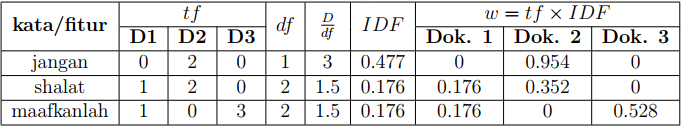 kata/fitur tf df D/df IDF w = tf × IDF
D1 D2 D3 Dok. 1 Dok. 2 Dok. 3
jangan 0 2 0 1 3 0.477 0 0.954 0
shalat 1 2 0 2 1.5 0.176 0.176 0.352 0
maafkanlah 1 0 3 2 1.5 0.176 0.176 0 0.528